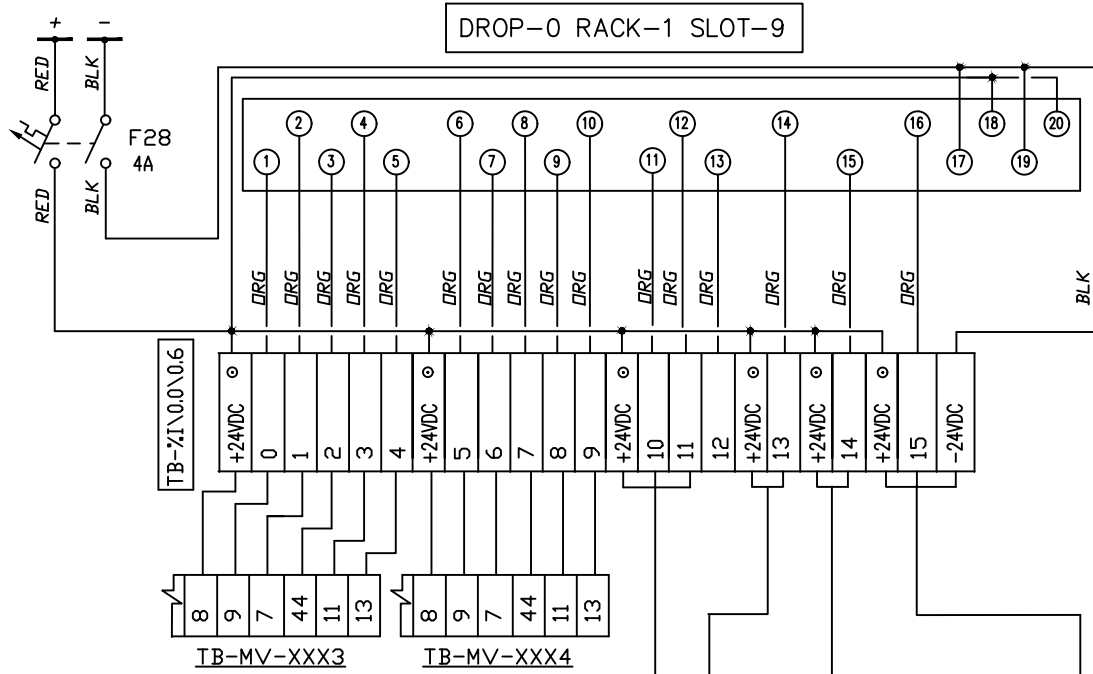 DROP-0 RACK-1 SLOT-9
+ -
RED BLK
F28
4A
RED BLK
2 4 6 8 10 12 14 16 18 20
1 3 5 7 9 11 13 15 17 19
ORG ORG ORG ORG ORG ORG ORG ORG ORG ORG ORG ORG ORG ORG ORG ORG BLK
TB-%I\0.0\0.6
+24VDC 0 1 2 3 4 +24VDC 5 6 7 8 9 +24VDC 10 11 12 +24VDC 13 +24VDC 14 +24VDC 15 -24VDC
8 9 7 44 11 13 8 9 7 44 11 13
TB-MV-XXX3 TB-MV-XXX4